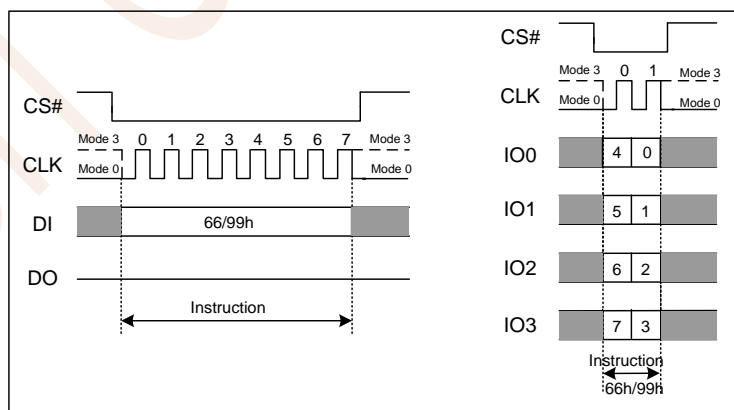 CS#
Mode 3 0 1 2 3 4 5 6 7 Mode 3
CLK
Mode 0 Mode 0
DI 66/99h
DO
Instruction
CS#
Mode 3 0 1 Mode 3
CLK
Mode 0 Mode 0
IO0 4 0
IO1 5 1
IO2 6 2
IO3 7 3
Instruction
66h/99h